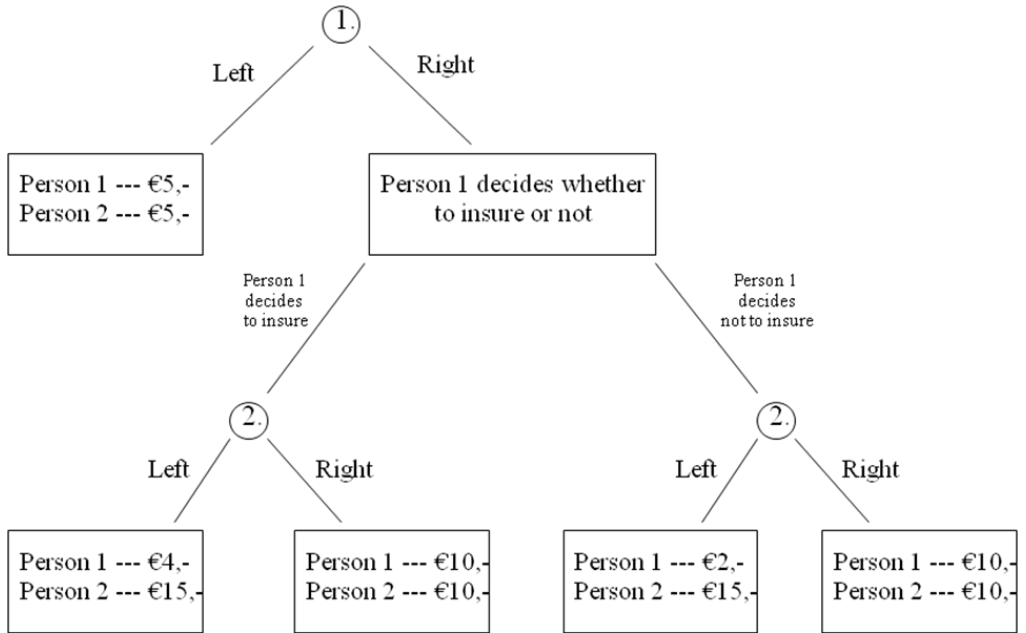 1.
Left
Right
Person 1 --- €5,-
Person 2 --- €5,-
Person 1 decides whether
to insure or not
Person 1
decides
to insure
Person 1
decides
not to insure
2.
2.
Left
Right
Left
Right
Person 1 --- €4,-
Person 2 --- €15,-
Person 1 --- €10,-
Person 2 --- €10,-
Person 1 --- €2,-
Person 2 --- €15,-
Person 1 --- €10,-
Person 2 --- €10,-